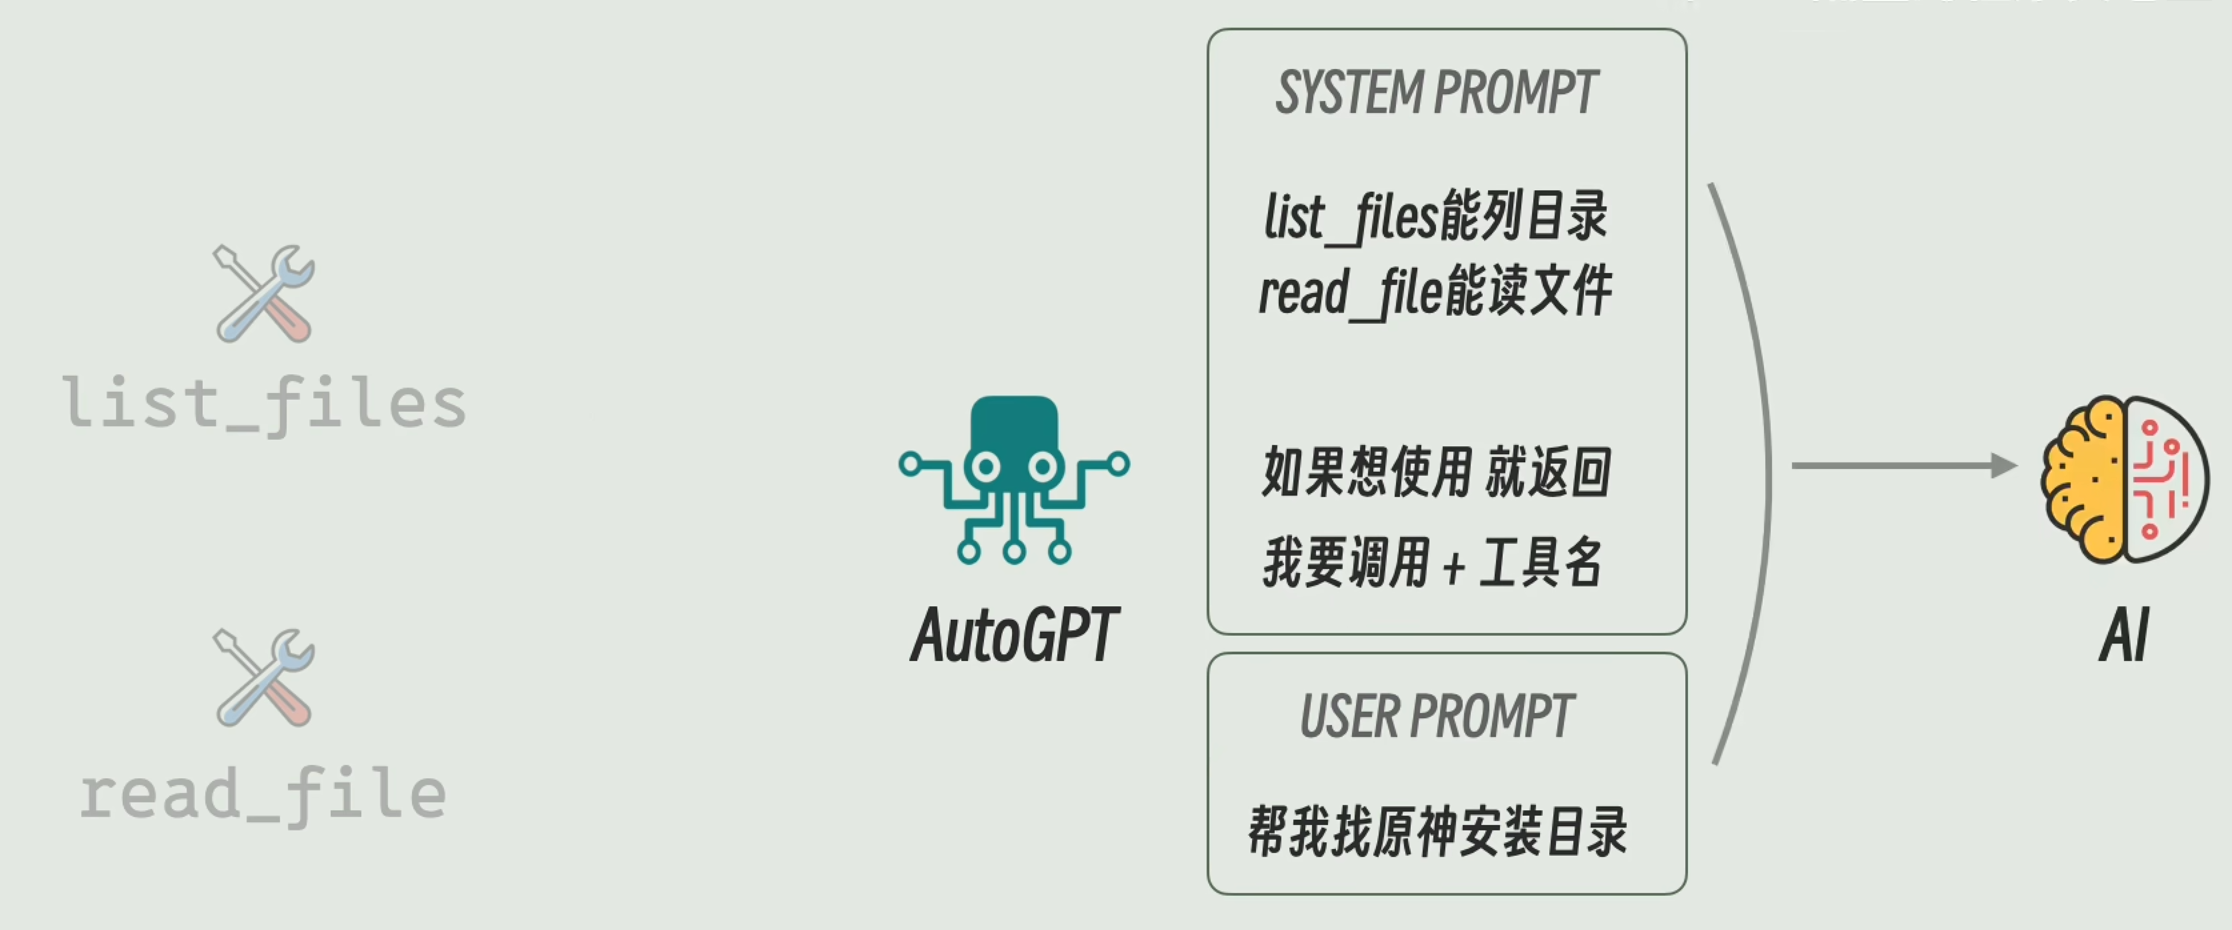 list_files
read_file
AutoGPT
SYSTEM PROMPT
list_files能列目录
read_file能读文件
如果想使用 就返回
我要调用 + 工具名
USER PROMPT
帮我找原神安装目录
AI